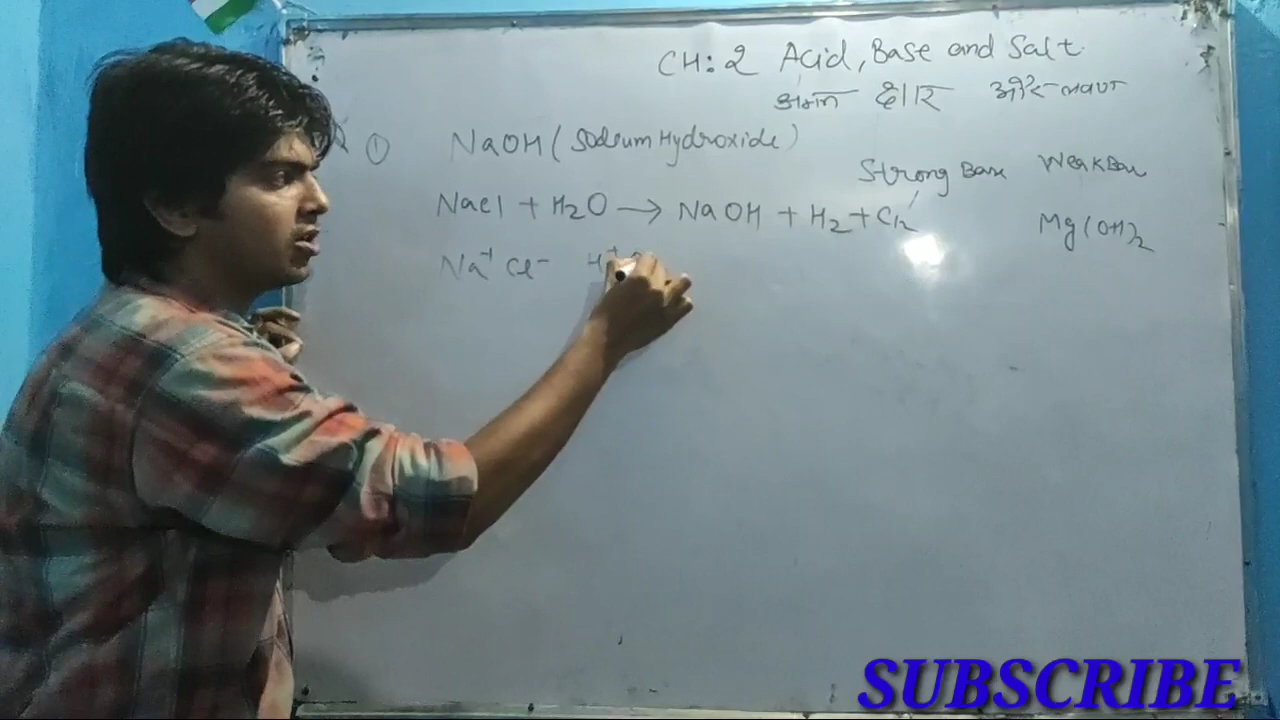 CH: 2 Acid, Base and Salt.
अम्ल क्षार और लवण
① NaOH (Sodium Hydroxide)
Strong Base Weak Base
NaCl + H2O → NaOH + H2 + Cl2
Mg(OH)2
Na+ Cl- H+
SUBSCRIBE